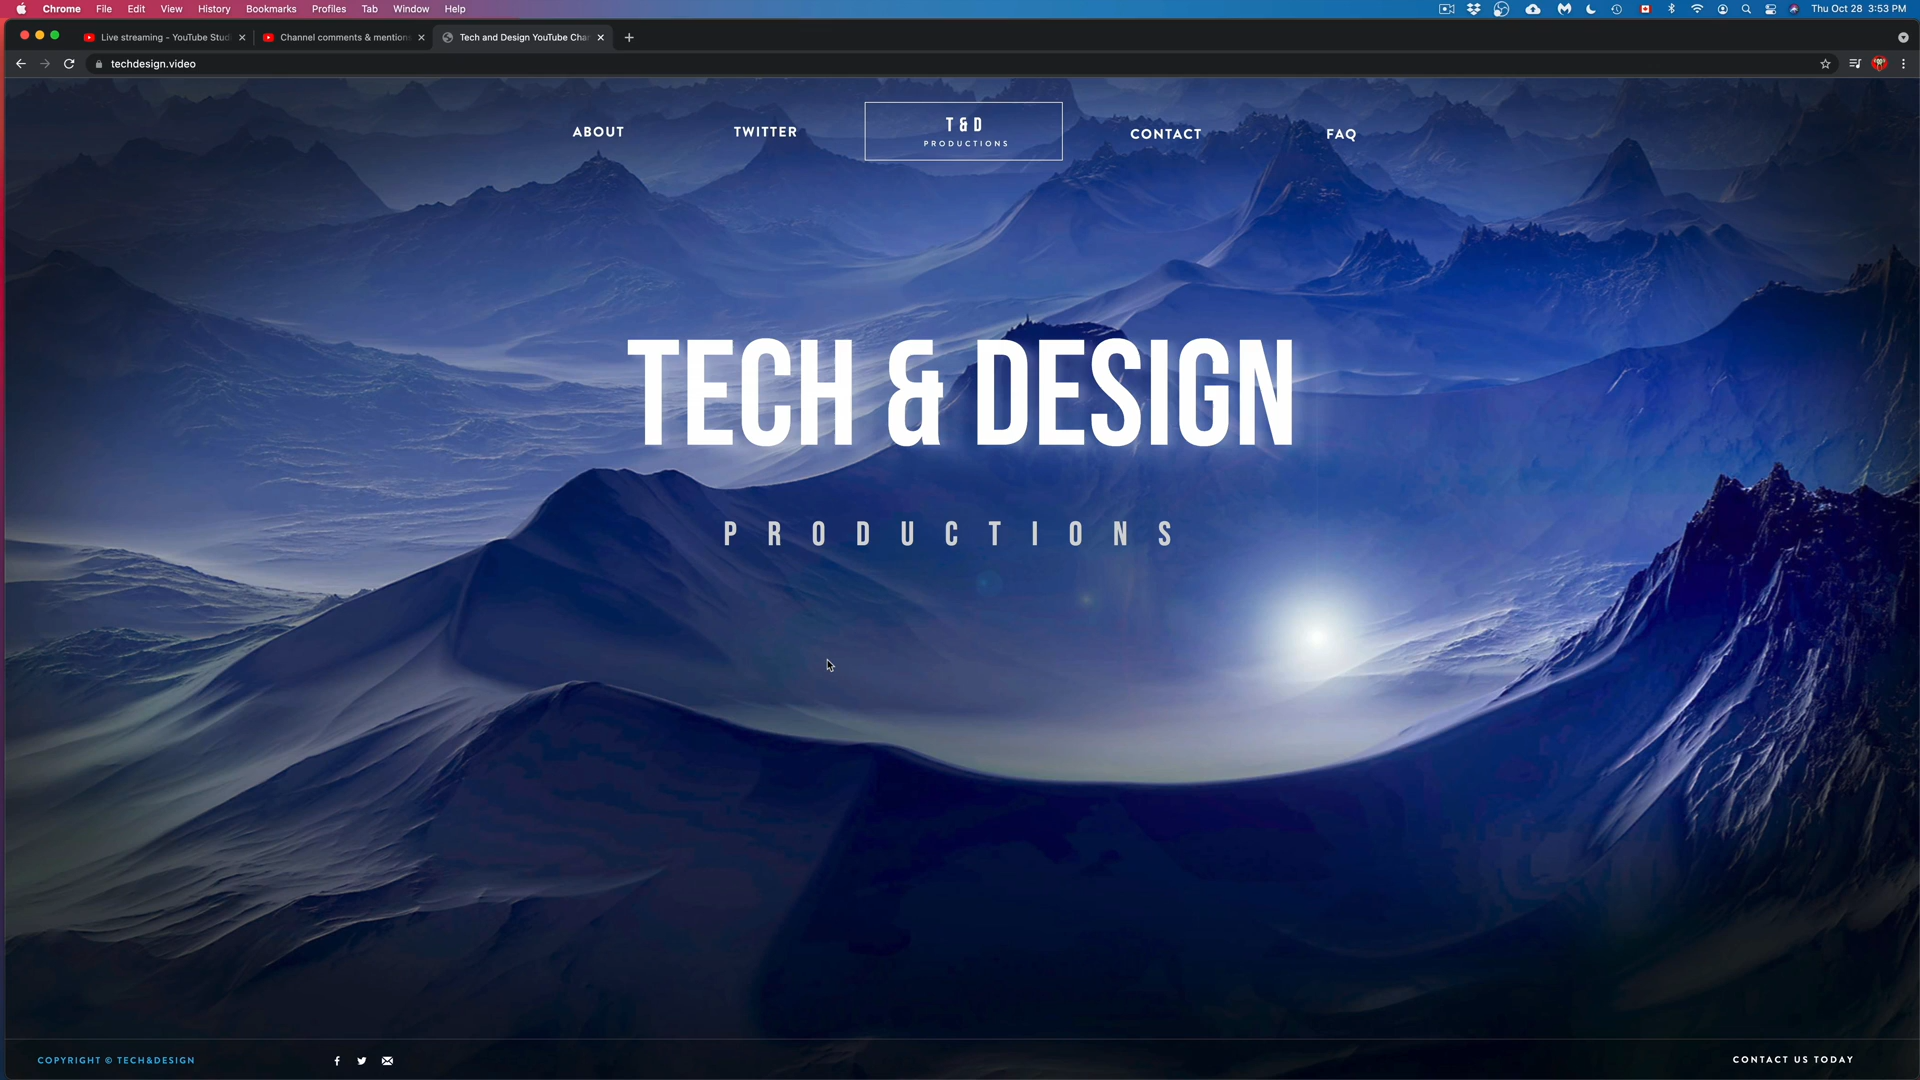 Chrome File Edit View History Bookmarks Profiles Tab Window Help Thu Oct 28 3:53 PM
Live streaming - YouTube Studi Channel comments & mention Tech and Design YouTube Cha
techdesign.video
ABOUT TWITTER T&D CONTACT FAQ
PRODUCTIONS
TECH & DESIGN
PRODUCTIONS
COPYRIGHT © TECH&DESIGN CONTACT US TODAY